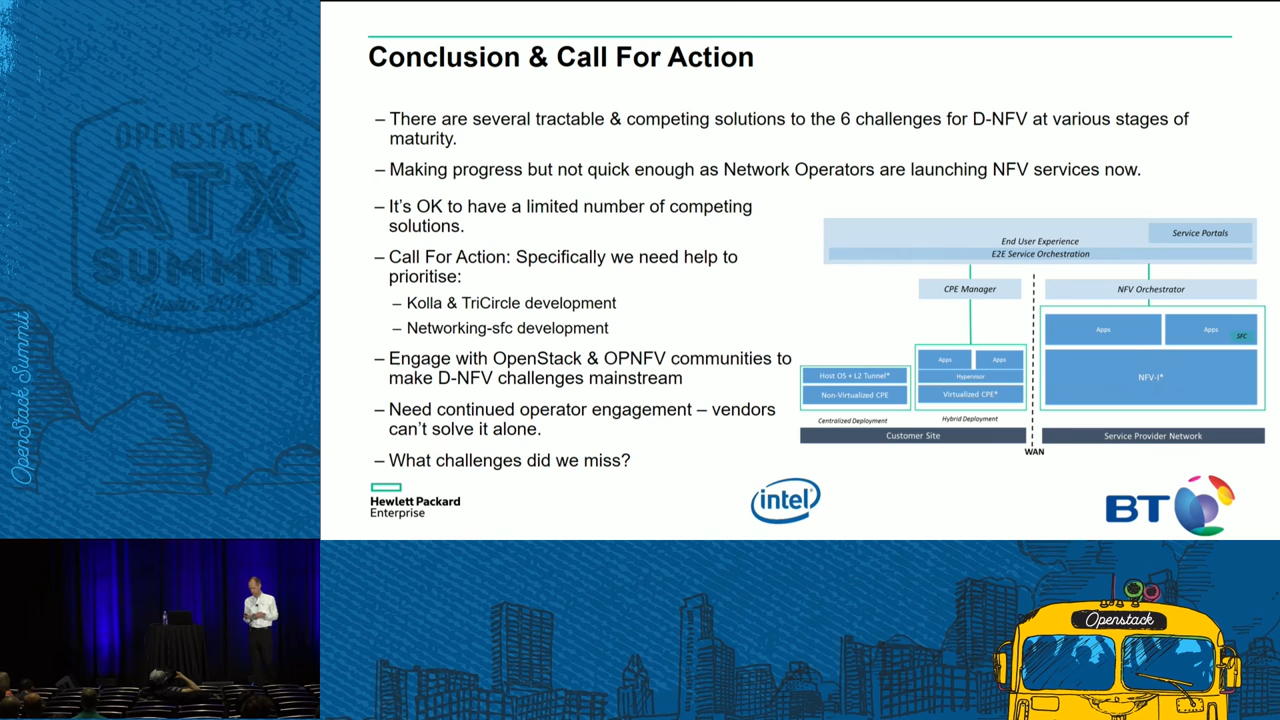 OPENSTACK
ATX
SUMMIT
Austin
OpenStack Summit
Conclusion & Call For Action
– There are several tractable & competing solutions to the 6 challenges for D-NFV at various stages of
maturity.
– Making progress but not quick enough as Network Operators are launching NFV services now.
– It's OK to have a limited number of competing
solutions.
– Call For Action: Specifically we need help to
prioritise:
– Kolla & TriCircle development
– Networking-sfc development
– Engage with OpenStack & OPNFV communities to
make D-NFV challenges mainstream
– Need continued operator engagement – vendors
can't solve it alone.
– What challenges did we miss?
Service Portals
End User Experience
E2E Service Orchestration
CPE Manager
NFV Orchestrator
Apps
Apps
SFC
Apps
Apps
Host OS + L2 Tunnel*
Hypervisor
NFV-I*
Non-Virtualized CPE
Virtualized CPE*
Centralized Deployment
Hybrid Deployment
Customer Site
Service Provider Network
WAN
Hewlett Packard
Enterprise
intel
BT
Openstack